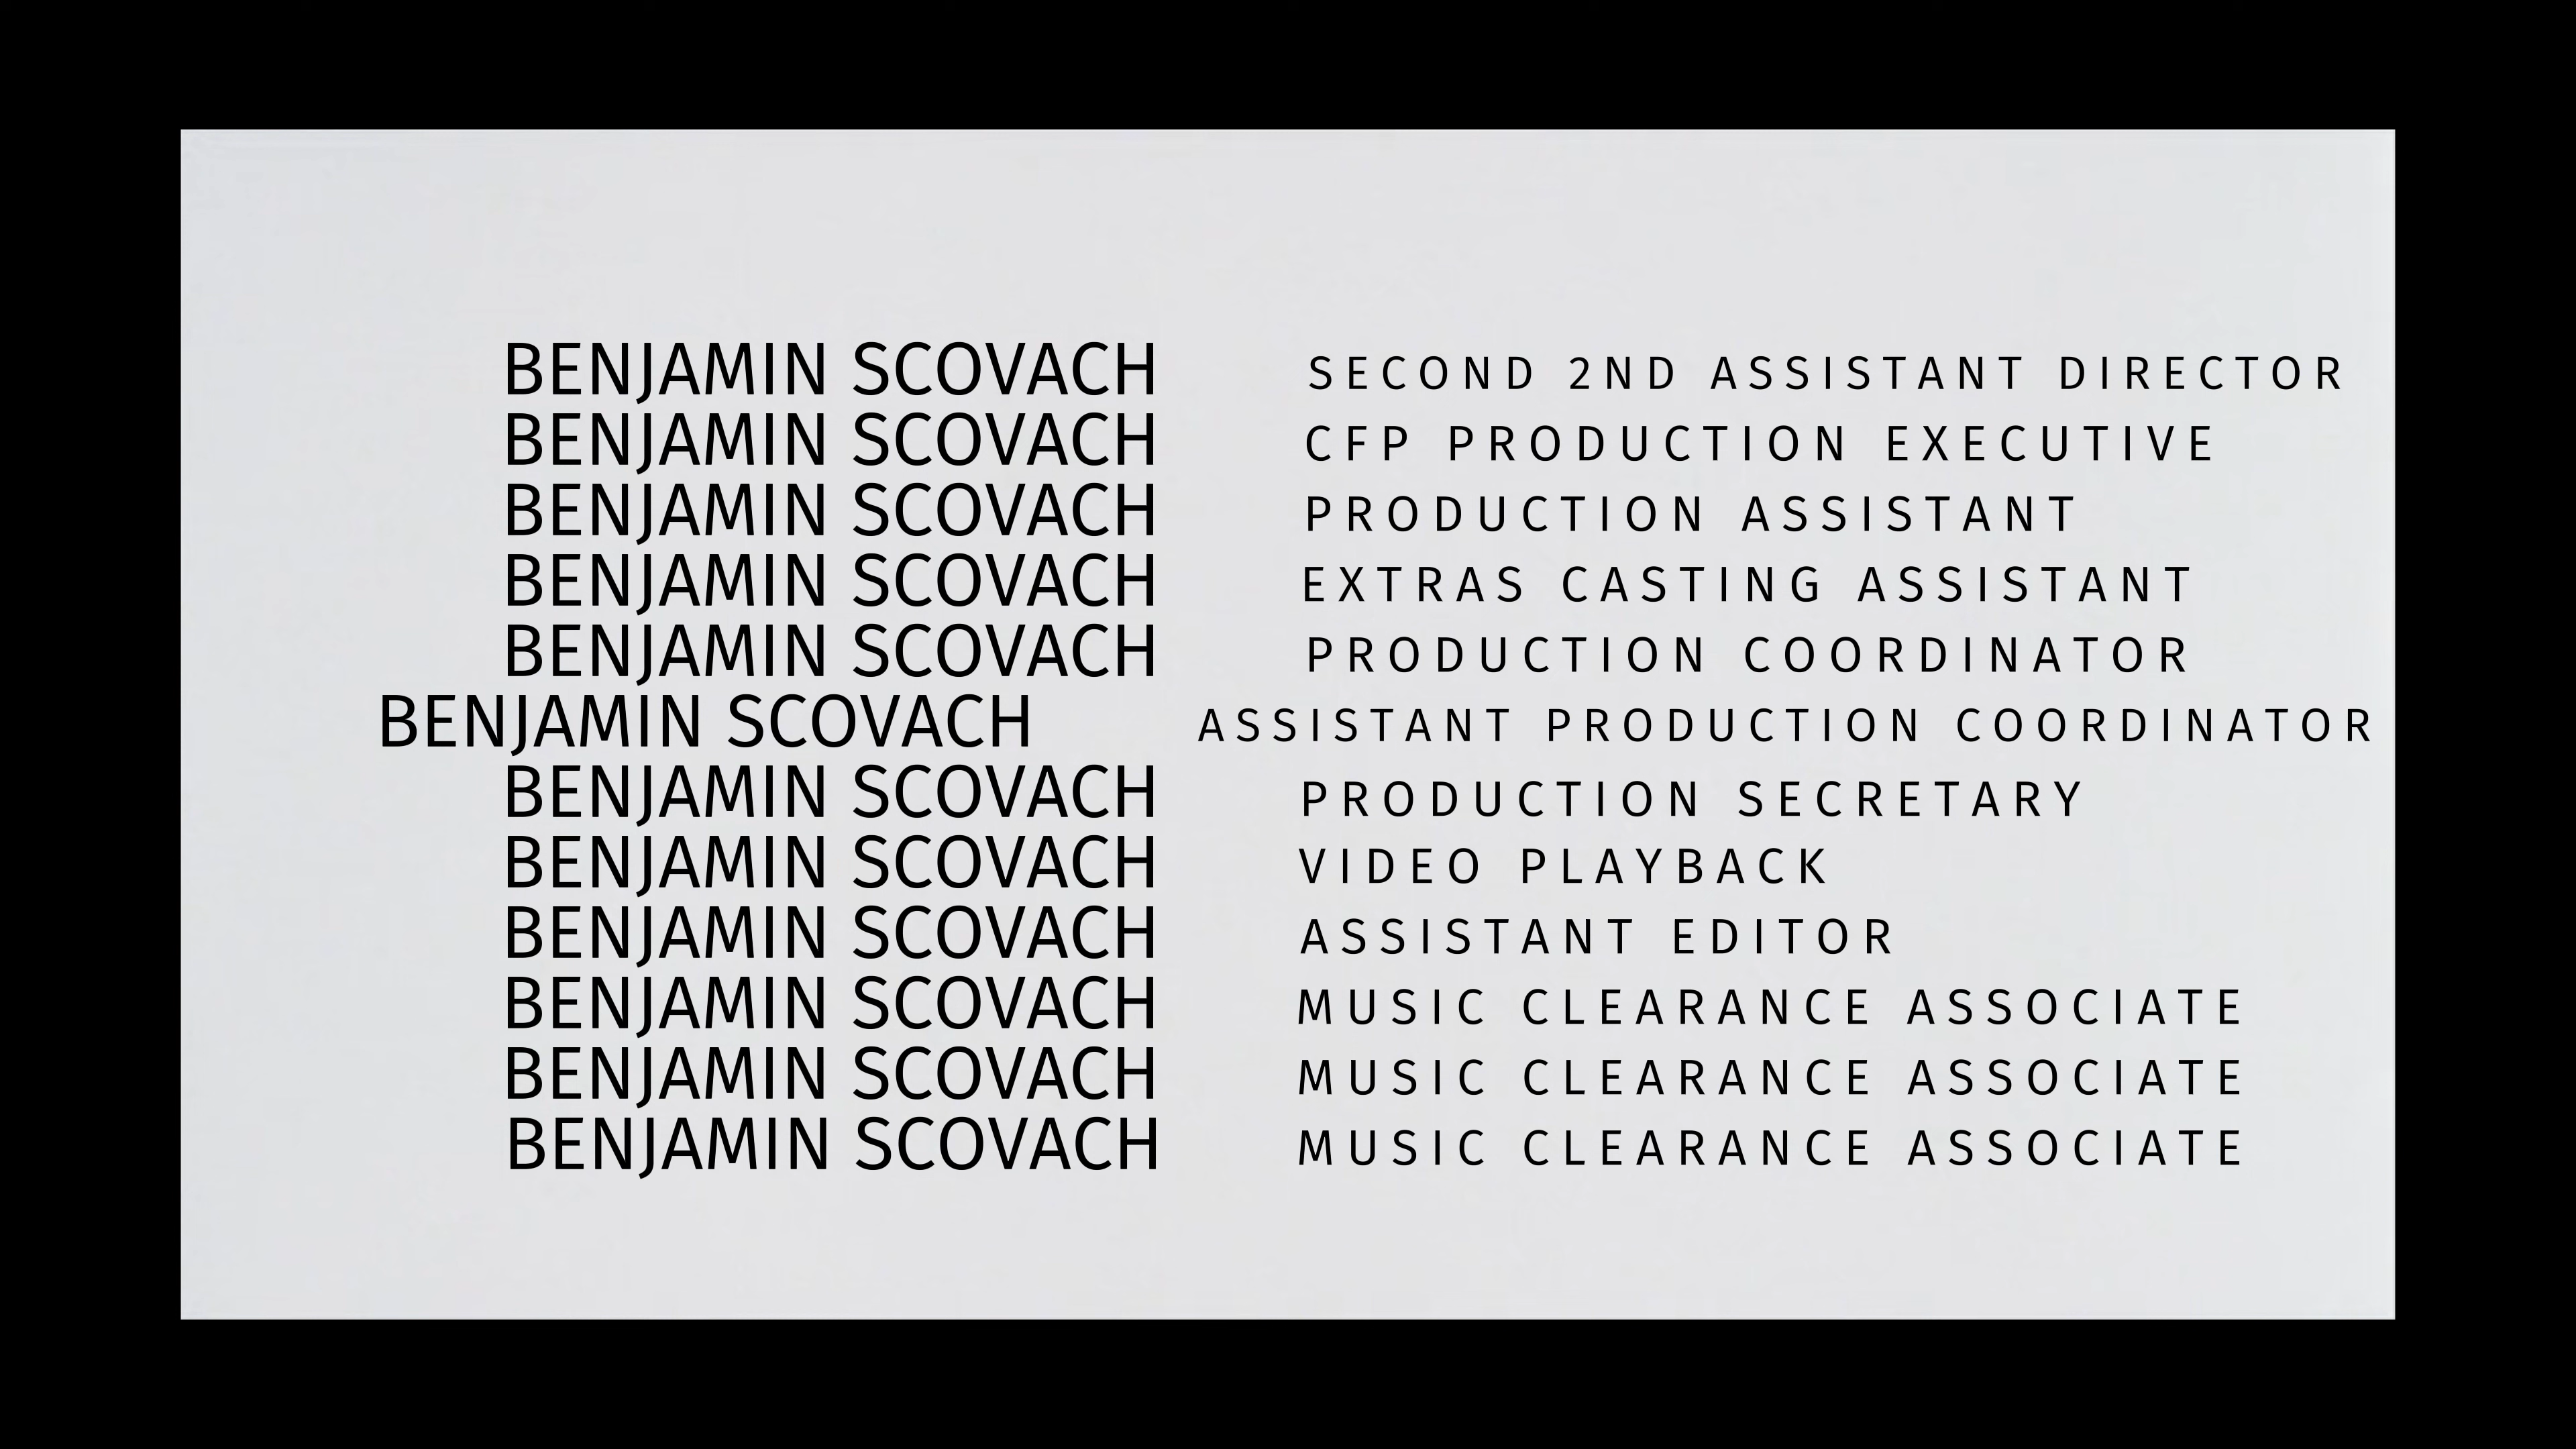 BENJAMIN SCOVACH SECOND 2ND ASSISTANT DIRECTOR
BENJAMIN SCOVACH CFP PRODUCTION EXECUTIVE
BENJAMIN SCOVACH PRODUCTION ASSISTANT
BENJAMIN SCOVACH EXTRAS CASTING ASSISTANT
BENJAMIN SCOVACH PRODUCTION COORDINATOR
BENJAMIN SCOVACH ASSISTANT PRODUCTION COORDINATOR
BENJAMIN SCOVACH PRODUCTION SECRETARY
BENJAMIN SCOVACH VIDEO PLAYBACK
BENJAMIN SCOVACH ASSISTANT EDITOR
BENJAMIN SCOVACH MUSIC CLEARANCE ASSOCIATE
BENJAMIN SCOVACH MUSIC CLEARANCE ASSOCIATE
BENJAMIN SCOVACH MUSIC CLEARANCE ASSOCIATE